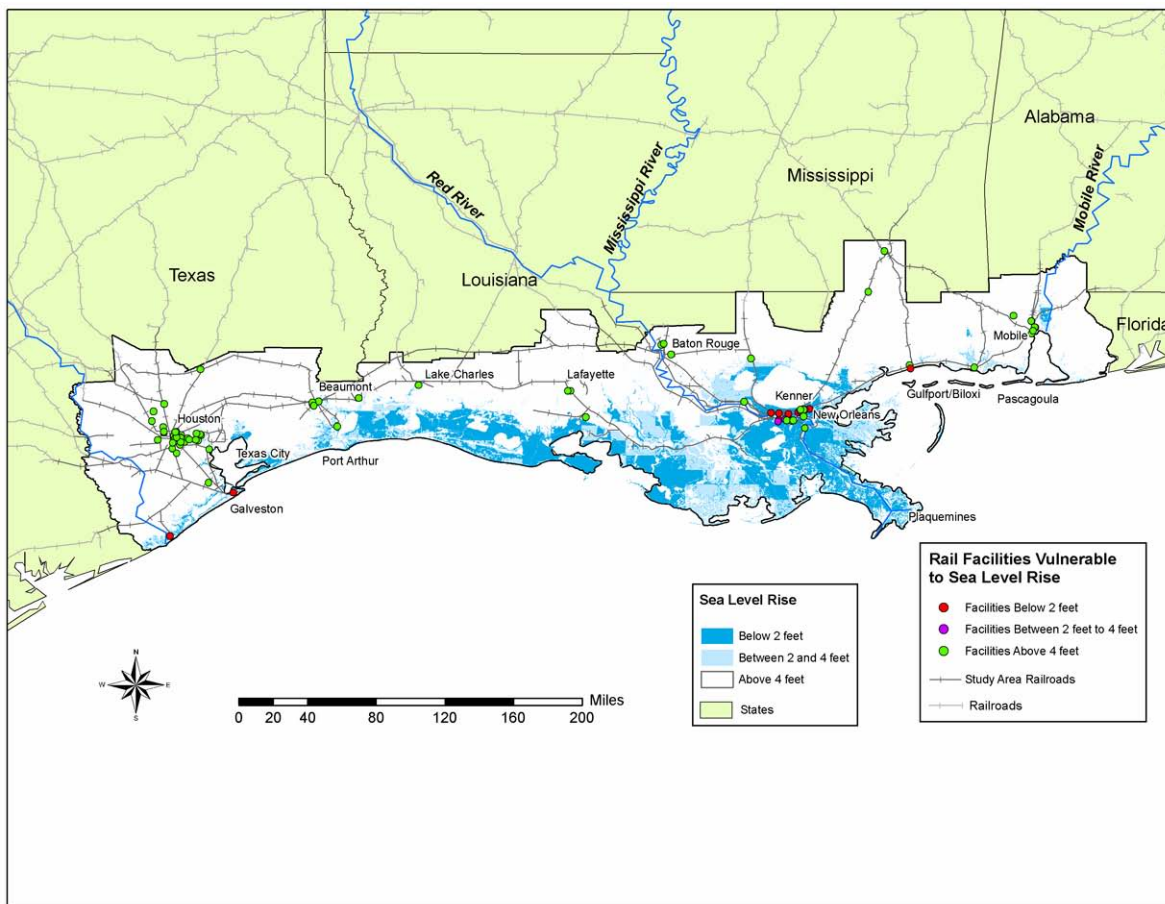 Alabama
Mississippi
Mobile River
Mississippi River
Red River
Texas
Louisiana
Florida
Mobile
Baton Rouge
Lake Charles
Lafayette
Beaumont
Kenner
Gulfport/Biloxi
Pascagoula
Houston
New Orleans
Texas City
Port Arthur
Galveston
Plaquemines
Rail Facilities Vulnerable
to Sea Level Rise
Facilities Below 2 feet
Facilities Between 2 feet to 4 feet
Facilities Above 4 feet
Study Area Railroads
Railroads
Sea Level Rise
Below 2 feet
Between 2 and 4 feet
Above 4 feet
States
N
W E
S
Miles
0 20 40 80 120 160 200